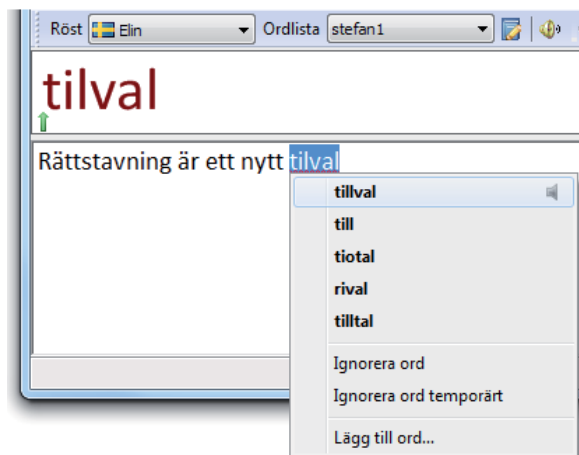 Röst Elin Ordlista stefan1
tilval
Rättstavning är ett nytt tilval
tillval
till
tiotal
rival
tilltal
Ignorera ord
Ignorera ord temporärt
Lägg till ord...